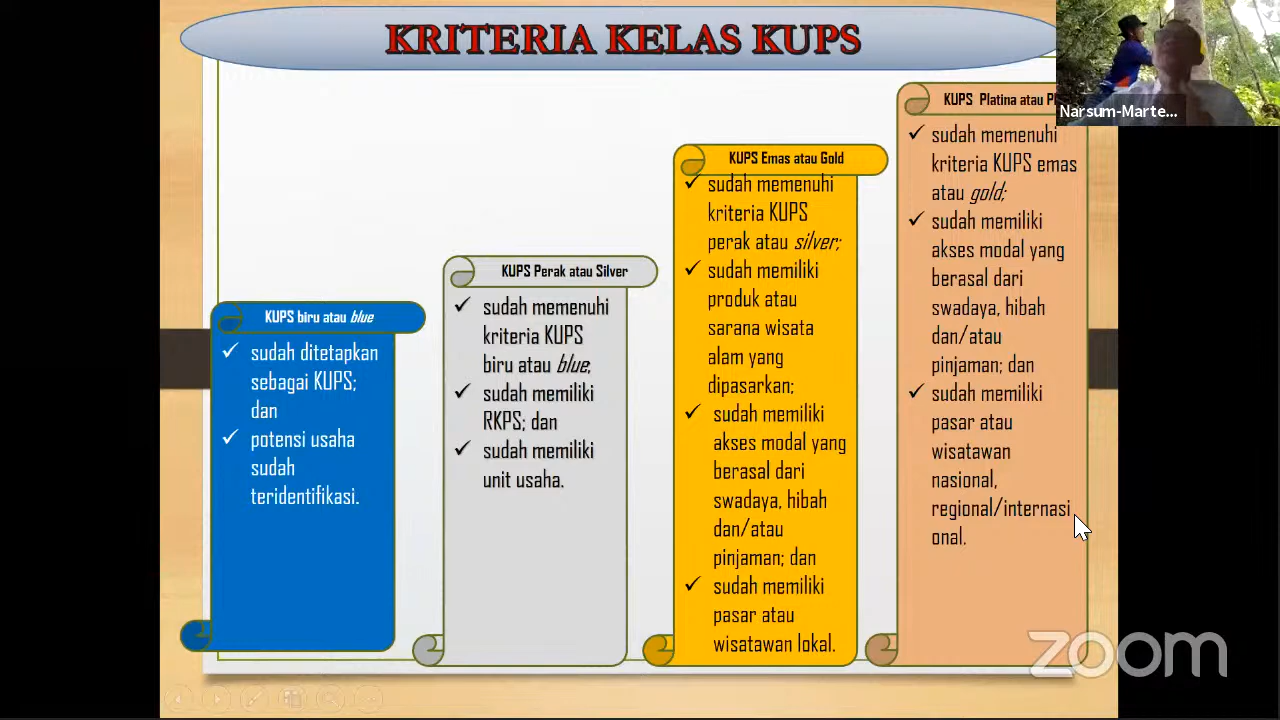 KRITERIA KELAS KUPS
Narsum-Marte...
KUPS biru atau blue
✓ sudah ditetapkan
sebagai KUPS;
dan
✓ potensi usaha
sudah
teridentifikasi.
KUPS Perak atau Silver
✓ sudah memenuhi
kriteria KUPS
biru atau blue;
✓ sudah memiliki
RKPS; dan
✓ sudah memiliki
unit usaha.
KUPS Emas atau Gold
✓ sudah memenuhi
kriteria KUPS
perak atau silver;
✓ sudah memiliki
produk atau
sarana wisata
alam yang
dipasarkan;
✓ sudah memiliki
akses modal yang
berasal dari
swadaya, hibah
dan/atau
pinjaman; dan
✓ sudah memiliki
pasar atau
wisatawan lokal.
KUPS Platina atau
✓ sudah memenuhi
kriteria KUPS emas
atau gold;
✓ sudah memiliki
akses modal yang
berasal dari
swadaya, hibah
dan/atau
pinjaman; dan
✓ sudah memiliki
pasar atau
wisatawan
nasional,
regional/internasi
onal.
zoom